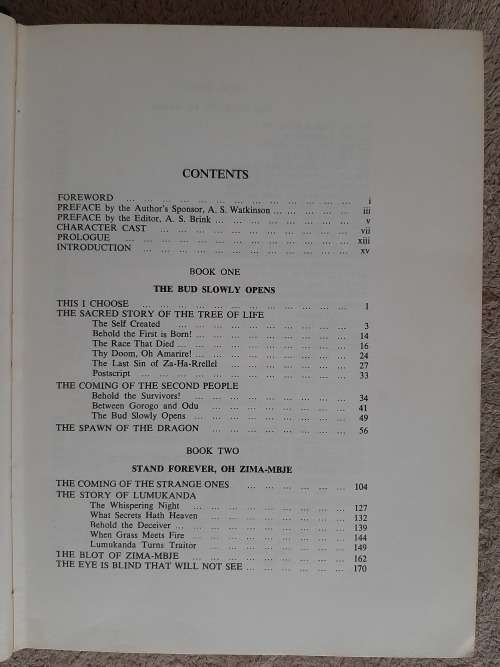 CONTENTS
FOREWORD ... ... ... ... ... ... ... ... ... ... ... ... i
PREFACE by the Author's Sponsor, A. S. Watkinson ... ... ... ... ... iii
PREFACE by the Editor, A. S. Brink ... ... ... ... ... ... ... v
CHARACTER CAST ... ... ... ... ... ... ... ... ... ... vii
PROLOGUE ... ... ... ... ... ... ... ... ... ... ... xiii
INTRODUCTION ... ... ... ... ... ... ... ... ... ... xv
BOOK ONE
THE BUD SLOWLY OPENS
THIS I CHOOSE ... ... ... ... ... ... ... ... ... ... 1
THE SACRED STORY OF THE TREE OF LIFE
The Self Created ... ... ... ... ... ... ... ... 3
Behold the First is Born! ... ... ... ... ... ... ... ... 14
The Race That Died ... ... ... ... ... ... ... ... 16
Thy Doom, Oh Amarire! ... ... ... ... ... ... ... ... 24
The Last Sin of Za-Ha-Rrellel ... ... ... ... ... ... ... 27
Postscript ... ... ... ... ... ... ... ... ... ... 33
THE COMING OF THE SECOND PEOPLE
Behold the Survivors! ... ... ... ... ... ... ... ... 34
Between Gorogo and Odu ... ... ... ... ... ... ... 41
The Bud Slowly Opens ... ... ... ... ... ... ... ... 49
THE SPAWN OF THE DRAGON ... ... ... ... ... ... ... ... 56
BOOK TWO
STAND FOREVER, OH ZIMA-MBJE
THE COMING OF THE STRANGE ONES ... ... ... ... ... ... 104
THE STORY OF LUMUKANDA
The Whispering Night ... ... ... ... ... ... ... ... 127
What Secrets Hath Heaven ... ... ... ... ... ... ... 132
Behold the Deceiver ... ... ... ... ... ... ... ... 139
When Grass Meets Fire ... ... ... ... ... ... ... ... 144
Lumukanda Turns Traitor ... ... ... ... ... ... ... 149
THE BLOT OF ZIMA-MBJE ... ... ... ... ... ... ... ... 162
THE EYE IS BLIND THAT WILL NOT SEE ... ... ... ... ... ... 170